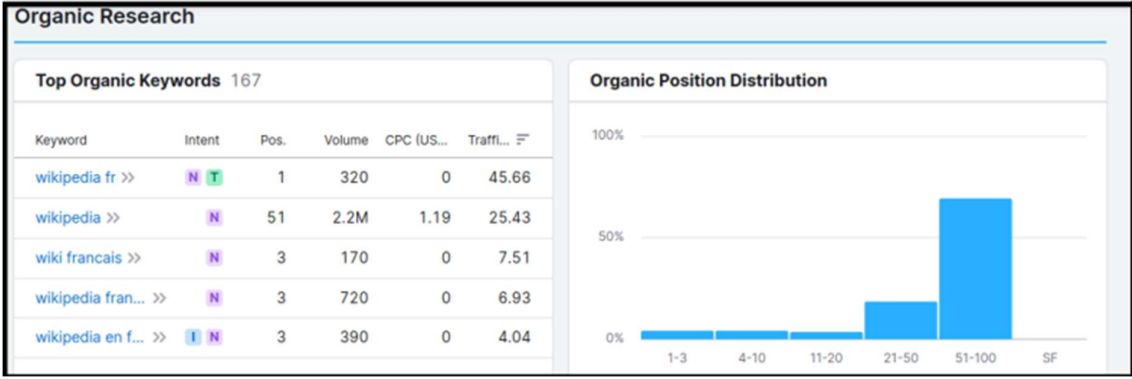 Organic Research
Top Organic Keywords 167
Keyword Intent Pos. Volume CPC (US... Traffi...
wikipedia fr >> N T 1 320 0 45.66
wikipedia >> N 51 2.2M 1.19 25.43
wiki francais >> N 3 170 0 7.51
wikipedia fran... >> N 3 720 0 6.93
wikipedia en f... >> I N 3 390 0 4.04
Organic Position Distribution
100%
50%
0%
1-3 4-10 11-20 21-50 51-100 SF